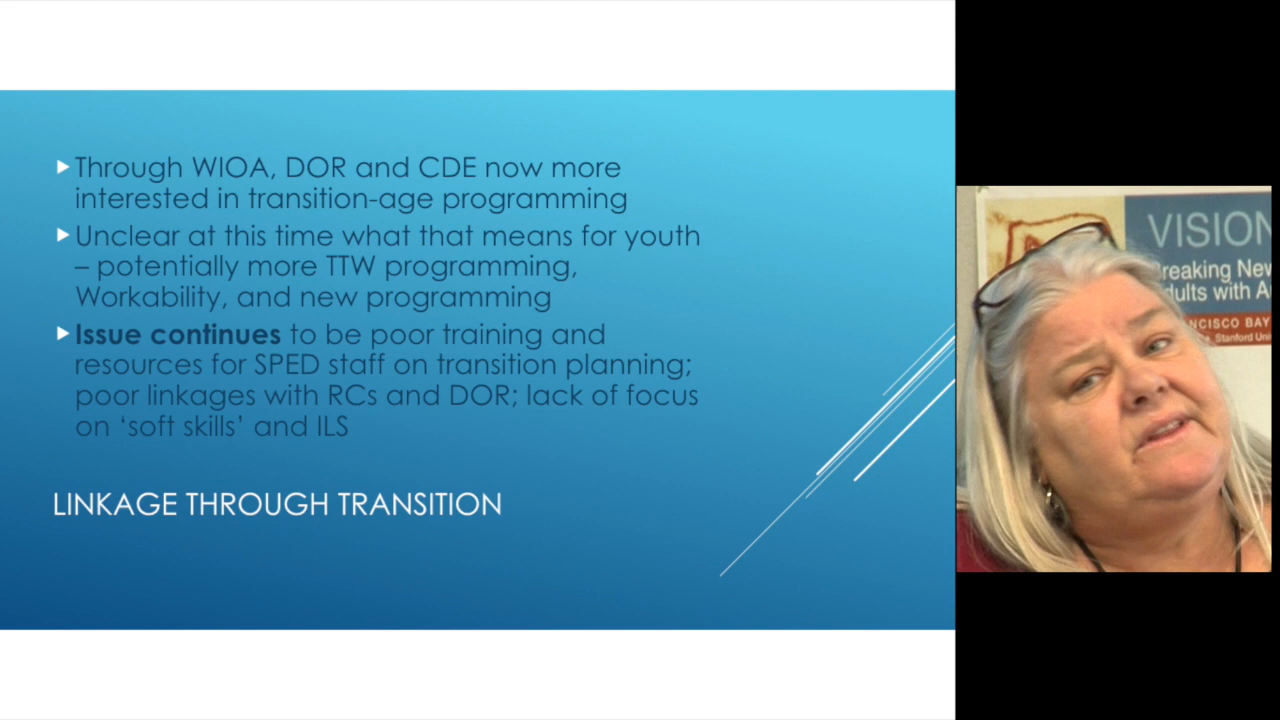 Through WIOA, DOR and CDE now more
interested in transition-age programming
Unclear at this time what that means for youth
– potentially more TTW programming,
Workability, and new programming
Issue continues to be poor training and
resources for SPED staff on transition planning;
poor linkages with RCs and DOR; lack of focus
on ‘soft skills’ and ILS
LINKAGE THROUGH TRANSITION
VISION
Breaking New
dults with A
NCISCO BAY
Stanford Uni